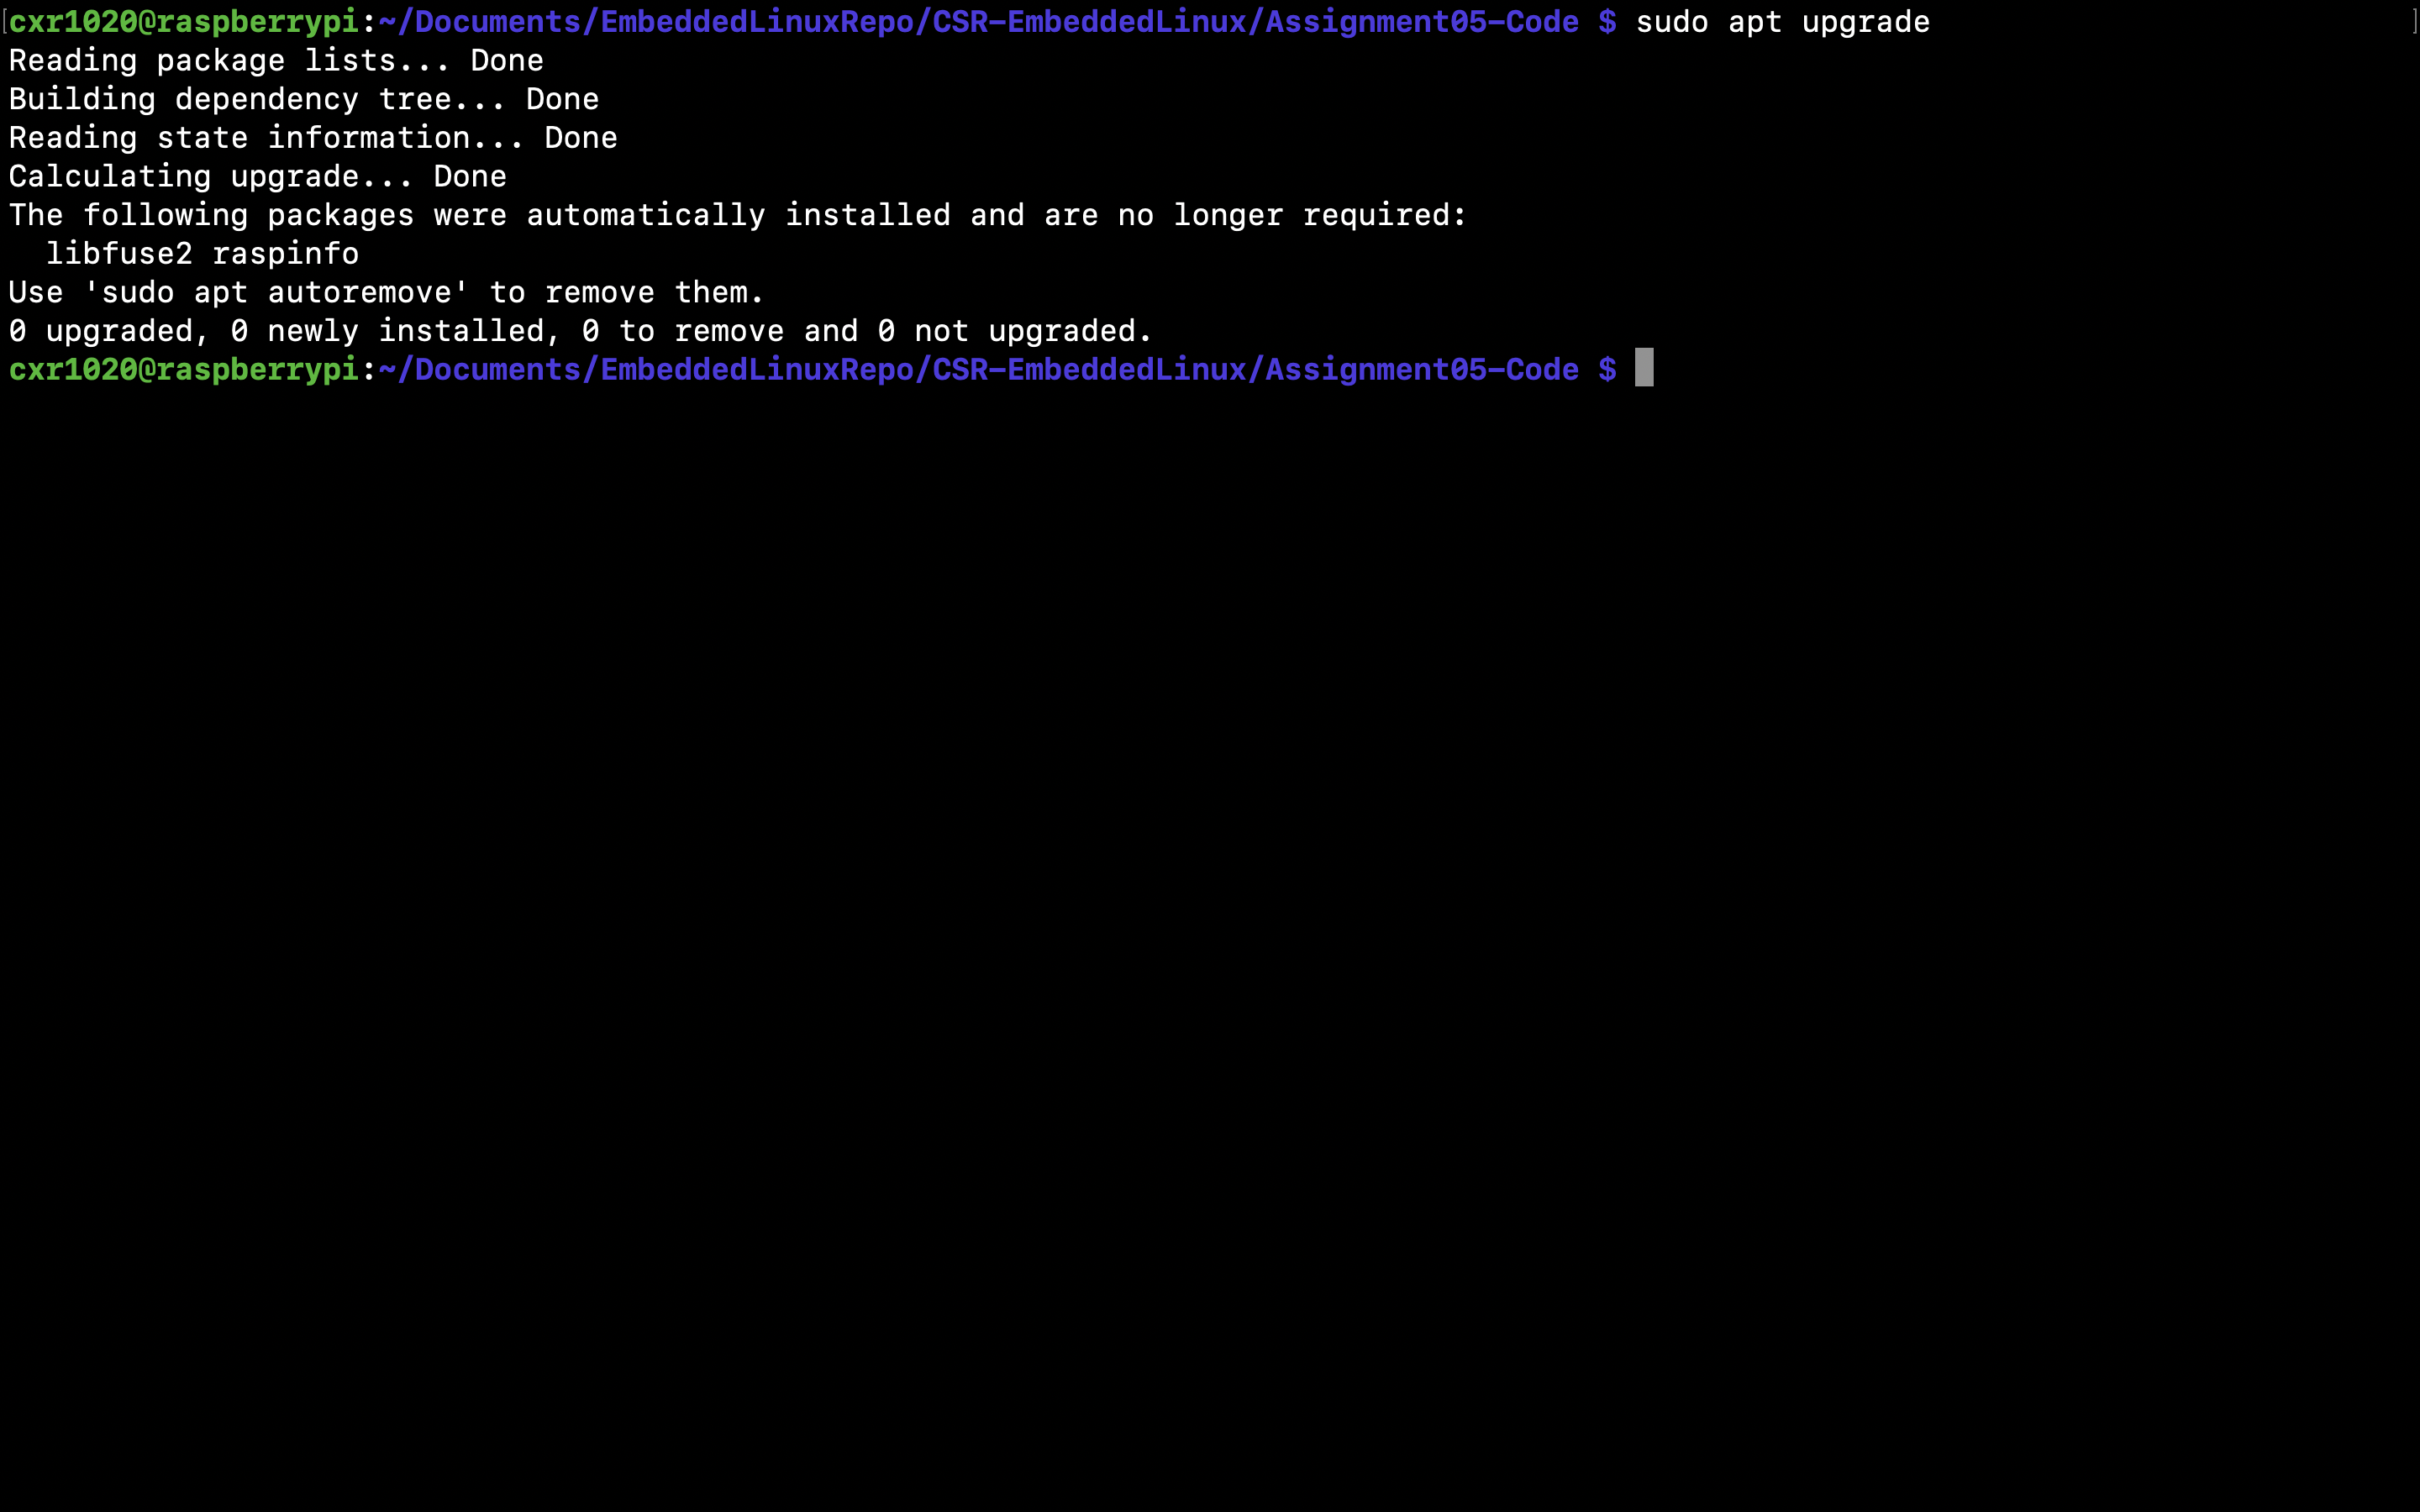 [cxr1020@raspberrypi:~/Documents/EmbeddedLinuxRepo/CSR-EmbeddedLinux/Assignment05-Code $ sudo apt upgrade ]
Reading package lists... Done
Building dependency tree... Done
Reading state information... Done
Calculating upgrade... Done
The following packages were automatically installed and are no longer required:
  libfuse2 raspinfo
Use 'sudo apt autoremove' to remove them.
0 upgraded, 0 newly installed, 0 to remove and 0 not upgraded.
cxr1020@raspberrypi:~/Documents/EmbeddedLinuxRepo/CSR-EmbeddedLinux/Assignment05-Code $